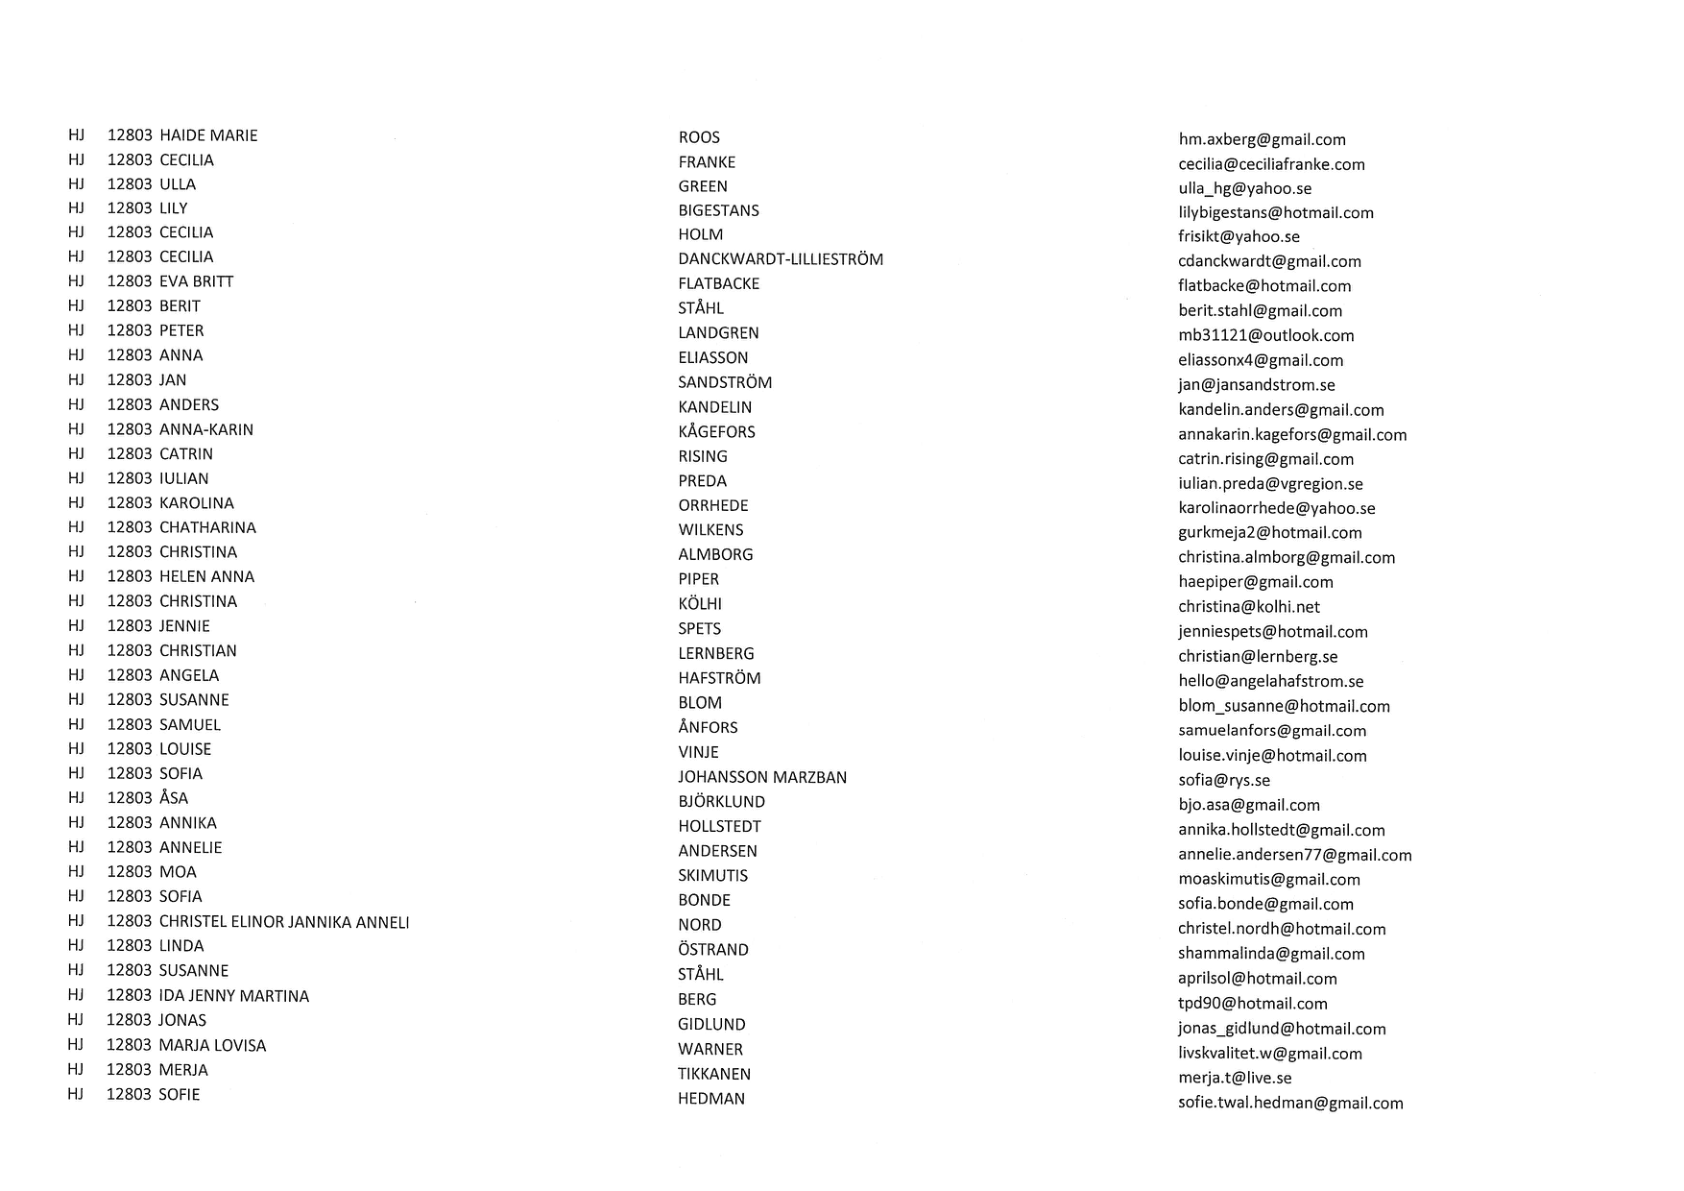 HJ 12803 HAIDE MARIE ROOS hm.axberg@gmail.com
HJ 12803 CECILIA FRANKE cecilia@ceciliafranke.com
HJ 12803 ULLA GREEN ulla_hg@yahoo.se
HJ 12803 LILY BIGESTANS lilybigestans@hotmail.com
HJ 12803 CECILIA HOLM frisikt@yahoo.se
HJ 12803 CECILIA DANCKWARDT-LILLIESTRÖM cdanckwardt@gmail.com
HJ 12803 EVA BRITT FLATBACKE flatbacke@hotmail.com
HJ 12803 BERIT STÅHL berit.stahl@gmail.com
HJ 12803 PETER LANDGREN mb31121@outlook.com
HJ 12803 ANNA ELIASSON eliassonx4@gmail.com
HJ 12803 JAN SANDSTRÖM jan@jansandstrom.se
HJ 12803 ANDERS KANDELIN kandelin.anders@gmail.com
HJ 12803 ANNA-KARIN KÅGEFORS annakarin.kagefors@gmail.com
HJ 12803 CATRIN RISING catrin.rising@gmail.com
HJ 12803 IULIAN PREDA iulian.preda@vgregion.se
HJ 12803 KAROLINA ORRHEDE karolinaorrhede@yahoo.se
HJ 12803 CHATHARINA WILKENS gurkmeja2@hotmail.com
HJ 12803 CHRISTINA ALMBORG christina.almborg@gmail.com
HJ 12803 HELEN ANNA PIPER haepiper@gmail.com
HJ 12803 CHRISTINA KÖLHI christina@kolhi.net
HJ 12803 JENNIE SPETS jenniespets@hotmail.com
HJ 12803 CHRISTIAN LERNBERG christian@lernberg.se
HJ 12803 ANGELA HAFSTRÖM hello@angelahafstrom.se
HJ 12803 SUSANNE BLOM blom_susanne@hotmail.com
HJ 12803 SAMUEL ÅNFORS samuelanfors@gmail.com
HJ 12803 LOUISE VINJE louise.vinje@hotmail.com
HJ 12803 SOFIA JOHANSSON MARZBAN sofia@rys.se
HJ 12803 ÅSA BJÖRKLUND bjo.asa@gmail.com
HJ 12803 ANNIKA HOLLSTEDT annika.hollstedt@gmail.com
HJ 12803 ANNELIE ANDERSEN annelie.andersen77@gmail.com
HJ 12803 MOA SKIMUTIS moaskimutis@gmail.com
HJ 12803 SOFIA BONDE sofia.bonde@gmail.com
HJ 12803 CHRISTEL ELINOR JANNIKA ANNELI NORD christel.nordh@hotmail.com
HJ 12803 LINDA ÖSTRAND shammalinda@gmail.com
HJ 12803 SUSANNE STÅHL aprilsol@hotmail.com
HJ 12803 IDA JENNY MARTINA BERG tpd90@hotmail.com
HJ 12803 JONAS GIDLUND jonas_gidlund@hotmail.com
HJ 12803 MARJA LOVISA WARNER livskvalitet.w@gmail.com
HJ 12803 MERJA TIKKANEN merja.t@live.se
HJ 12803 SOFIE HEDMAN sofie.twal.hedman@gmail.com